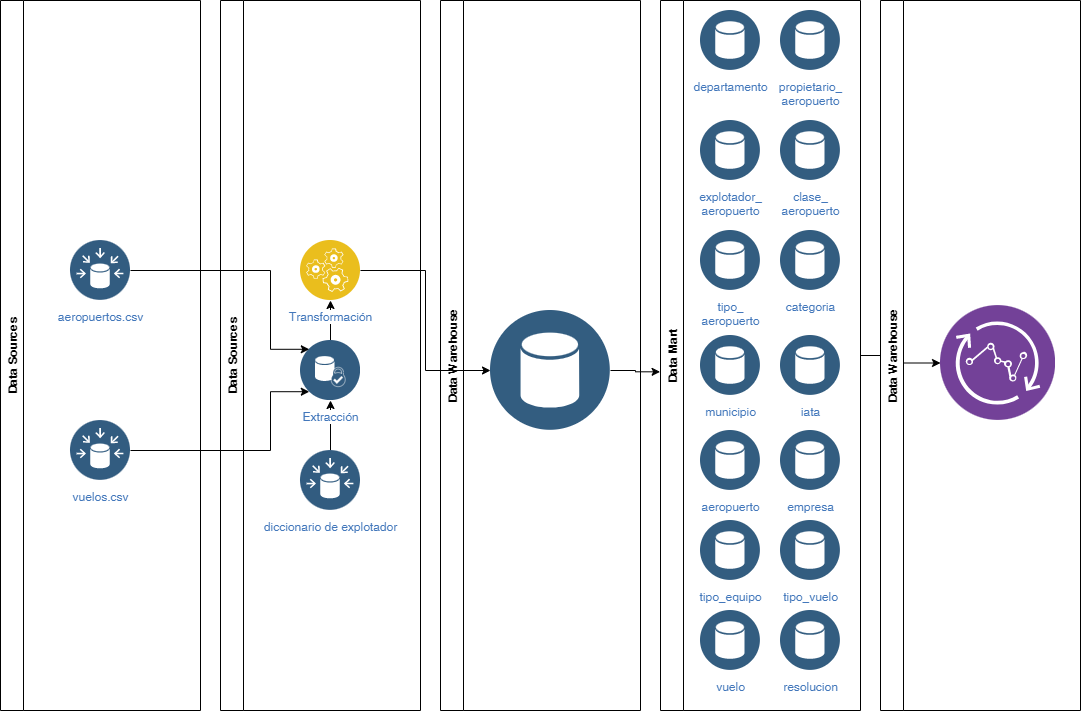 Data Sources
aeropuertos.csv
vuelos.csv
Data Sources
Transformación
Extracción
diccionario de explotador
Data Warehouse
Data Mart
departamento
propietario_
aeropuerto
explotador_
aeropuerto
clase_
aeropuerto
tipo_
aeropuerto
categoria
municipio
iata
aeropuerto
empresa
tipo_equipo
tipo_vuelo
vuelo
resolucion
Data Warehouse